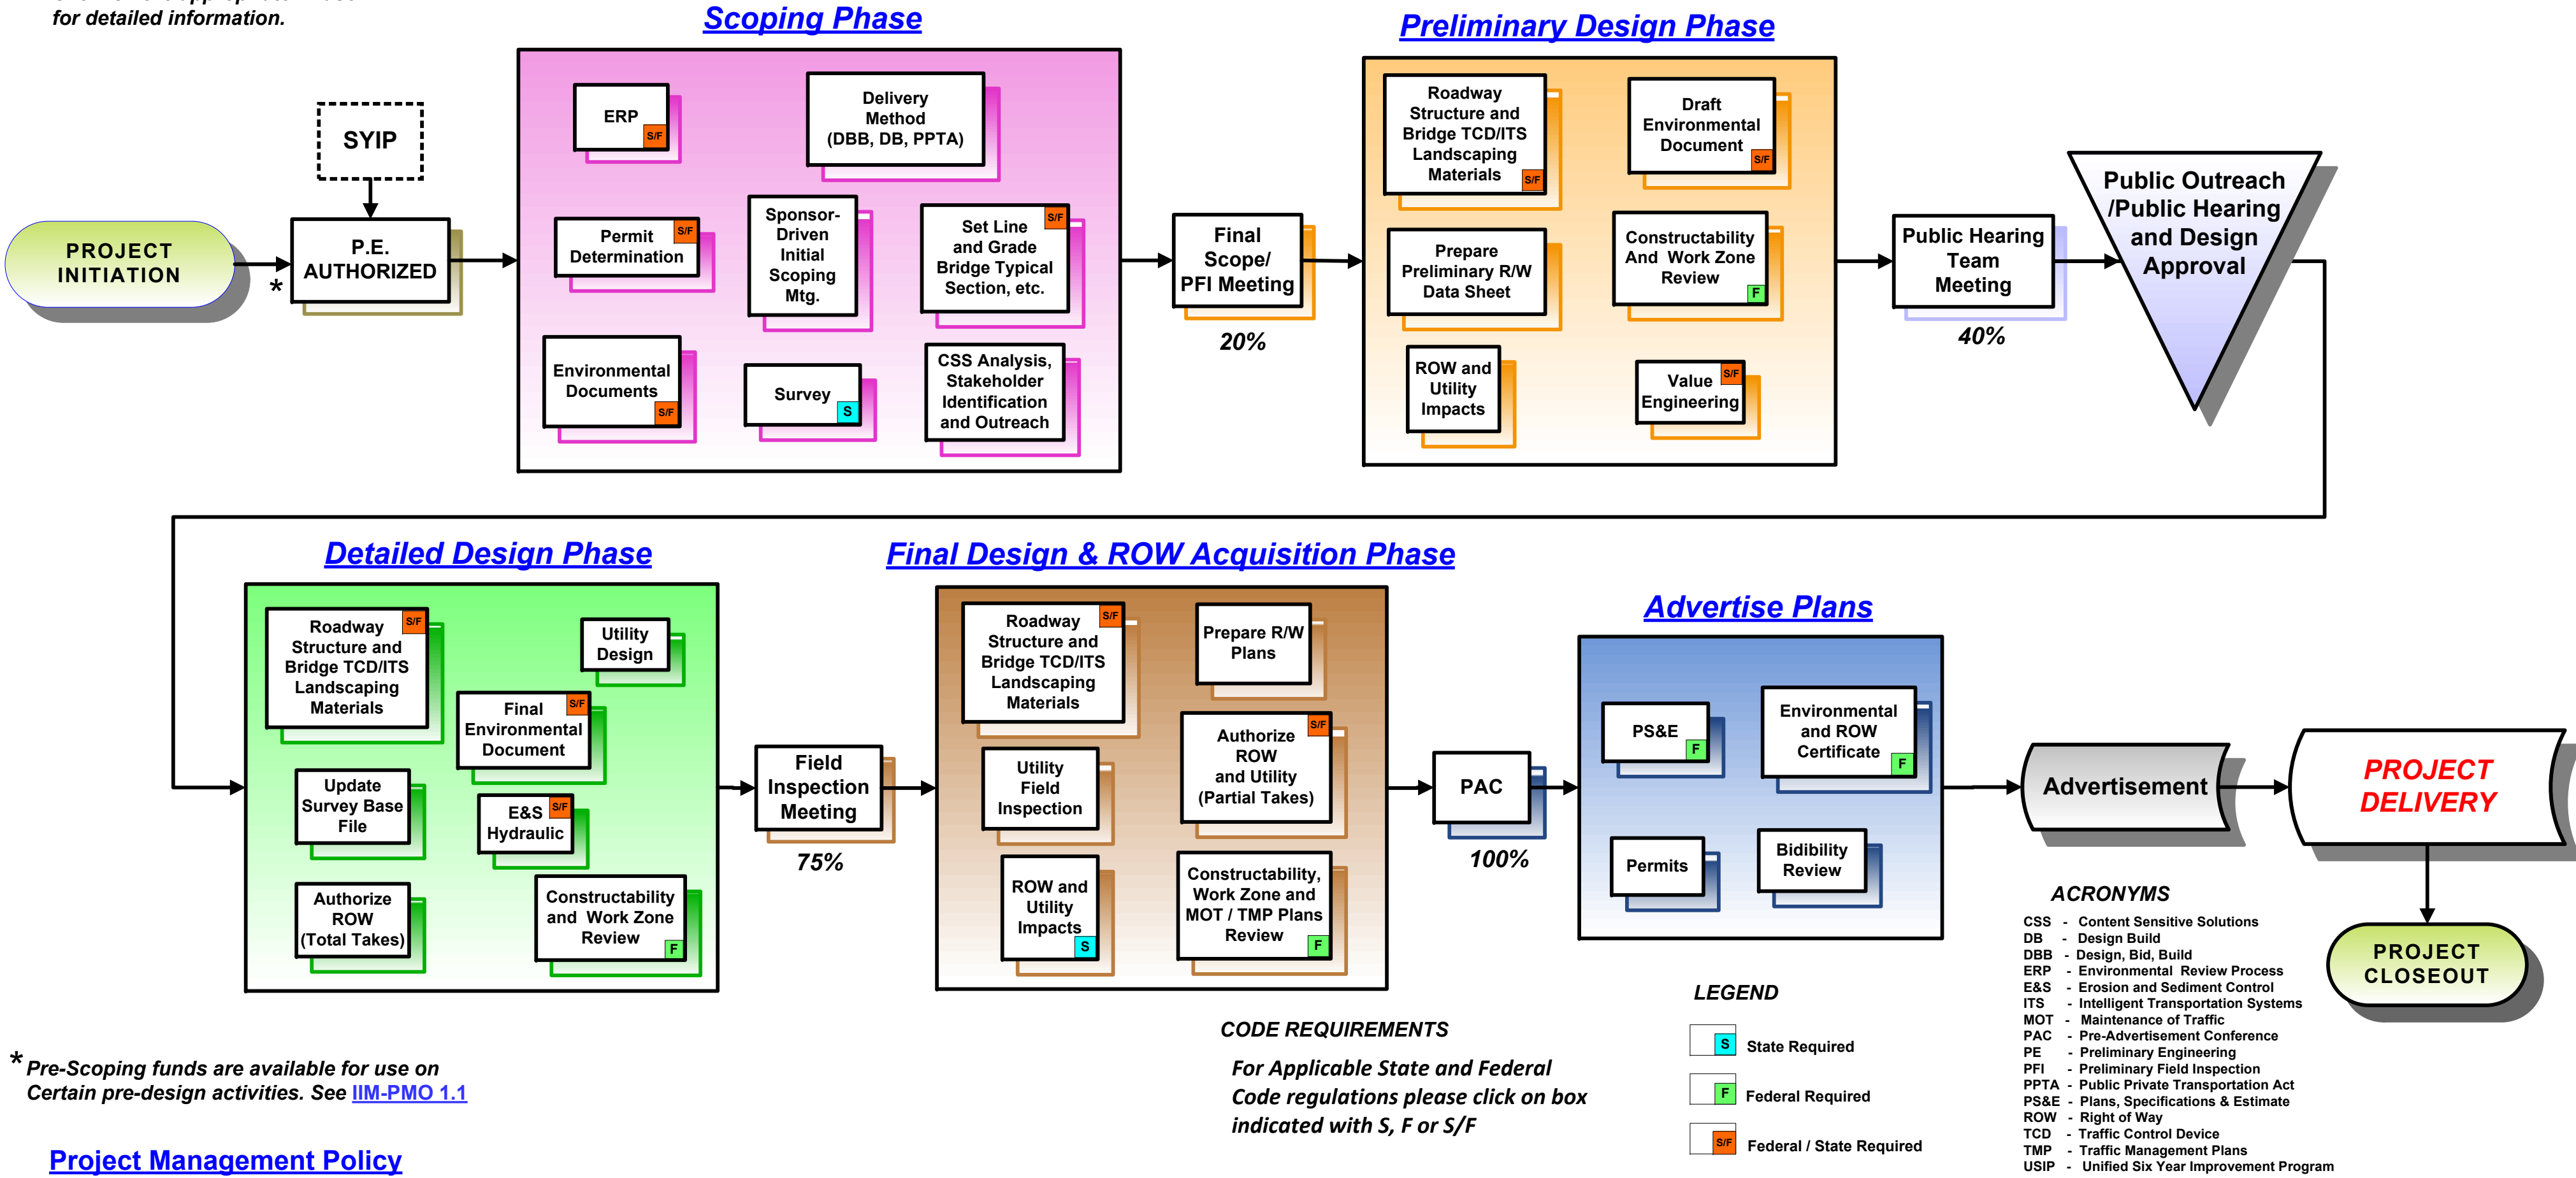 for detailed information.
Scoping Phase
Preliminary Design Phase
SYIP
PROJECT
INITIATION
*
P.E.
AUTHORIZED
ERP
S/F
Delivery
Method
(DBB, DB, PPTA)
Permit
Determination
S/F
Sponsor-
Driven
Initial
Scoping
Mtg.
Set Line
and Grade
Bridge Typical
Section, etc.
S/F
Environmental
Documents
S/F
Survey
S
CSS Analysis,
Stakeholder
Identification
and Outreach
Final
Scope/
PFI Meeting
20%
Roadway
Structure and
Bridge TCD/ITS
Landscaping
Materials
S/F
Draft
Environmental
Document
S/F
Prepare
Preliminary R/W
Data Sheet
Constructability
And Work Zone
Review
F
ROW and
Utility
Impacts
Value
Engineering
S/F
Public Hearing
Team
Meeting
40%
Public Outreach
/Public Hearing
and Design
Approval
Detailed Design Phase
Final Design & ROW Acquisition Phase
Advertise Plans
Roadway
Structure and
Bridge TCD/ITS
Landscaping
Materials
S/F
Utility
Design
Final
Environmental
Document
S/F
Update
Survey Base
File
E&S
Hydraulic
S/F
Authorize
ROW
(Total Takes)
Constructability
and Work Zone
Review
F
Field
Inspection
Meeting
75%
Roadway
Structure and
Bridge TCD/ITS
Landscaping
Materials
S/F
Prepare R/W
Plans
Utility
Field
Inspection
Authorize
ROW
and Utility
(Partial Takes)
S/F
ROW and
Utility
Impacts
S
Constructability,
Work Zone and
MOT / TMP Plans
Review
F
PAC
100%
PS&E
F
Environmental
and ROW
Certificate
F
Permits
Bidibility
Review
Advertisement
PROJECT
DELIVERY
PROJECT
CLOSEOUT
ACRONYMS
CSS - Content Sensitive Solutions
DB - Design Build
DBB - Design, Bid, Build
ERP - Environmental Review Process
E&S - Erosion and Sediment Control
ITS - Intelligent Transportation Systems
MOT - Maintenance of Traffic
PAC - Pre-Advertisement Conference
PE - Preliminary Engineering
PFI - Preliminary Field Inspection
PPTA - Public Private Transportation Act
PS&E - Plans, Specifications & Estimate
ROW - Right of Way
TCD - Traffic Control Device
TMP - Traffic Management Plans
USIP - Unified Six Year Improvement Program
LEGEND
S State Required
F Federal Required
S/F Federal / State Required
CODE REQUIREMENTS
For Applicable State and Federal
Code regulations please click on box
indicated with S, F or S/F
* Pre-Scoping funds are available for use on
Certain pre-design activities. See IIM-PMO 1.1
Project Management Policy